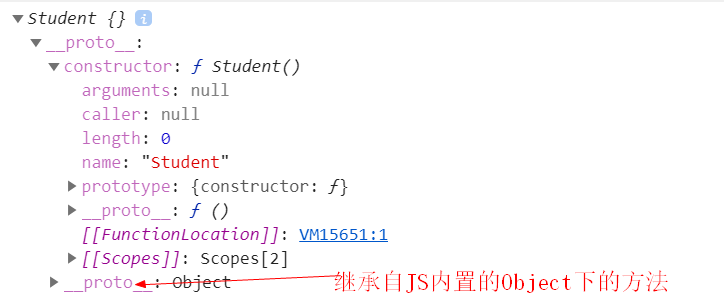 Student {} i
__proto__:
constructor: ƒ Student()
arguments: null
caller: null
length: 0
name: "Student"
prototype: {constructor: ƒ}
__proto__: ƒ ()
[[FunctionLocation]]: VM15651:1
[[Scopes]]: Scopes[2]
__proto__: Object 继承自JS内置的Object下的方法